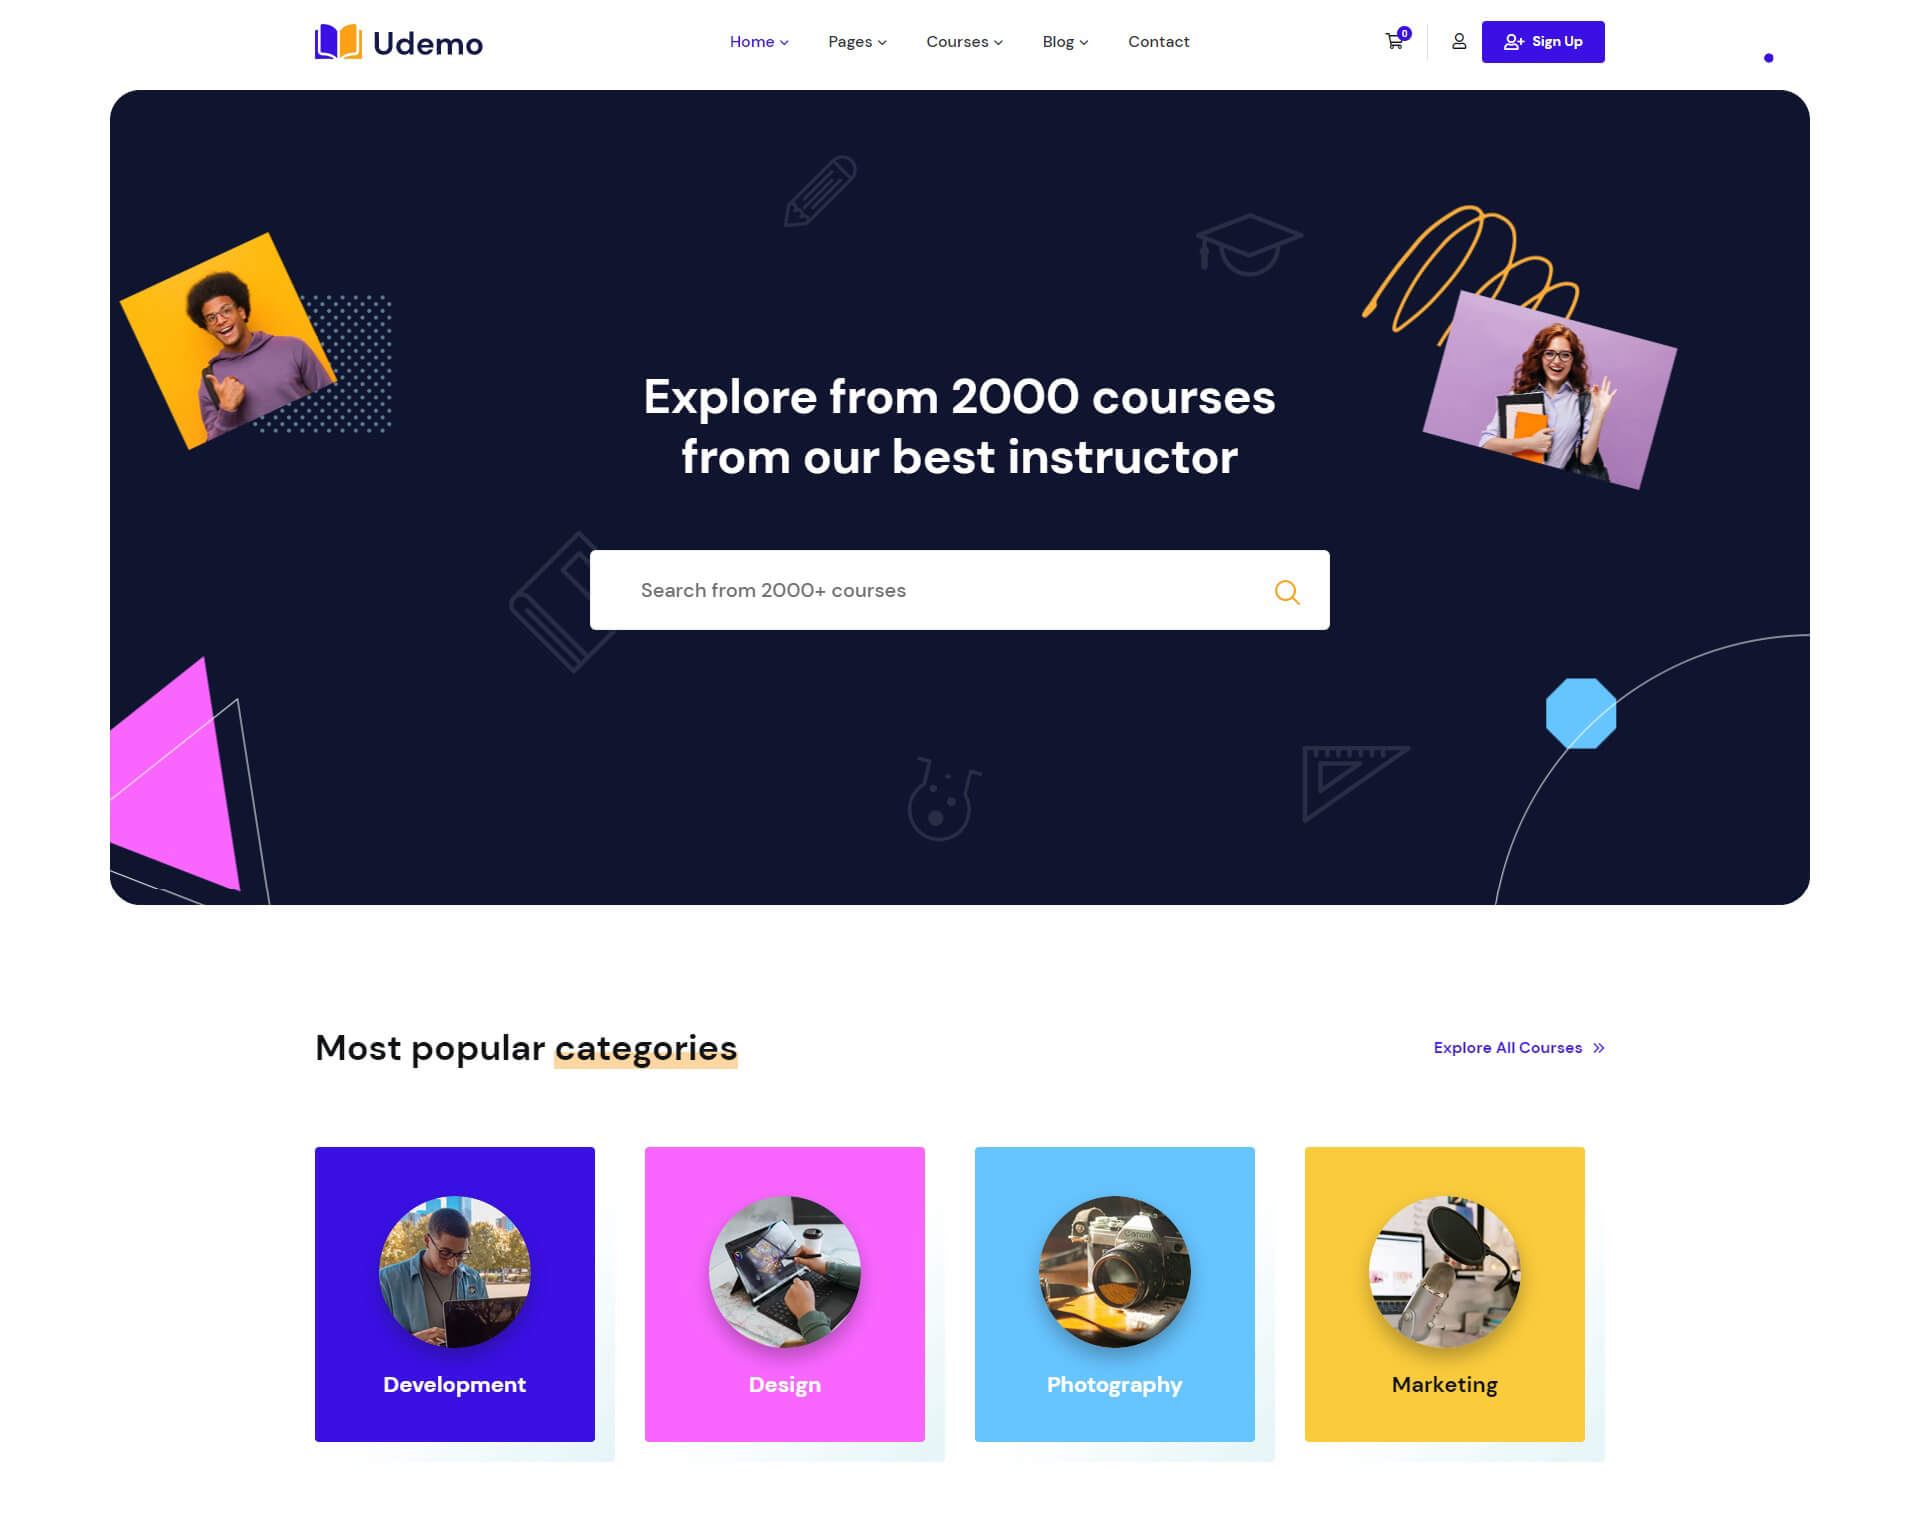 Udemo
Home
Pages
Courses
Blog
Contact
0
Sign Up
Explore from 2000 courses
from our best instructor
Search from 2000+ courses
Most popular categories
Explore All Courses
Canon
Development
Design
Photography
Marketing